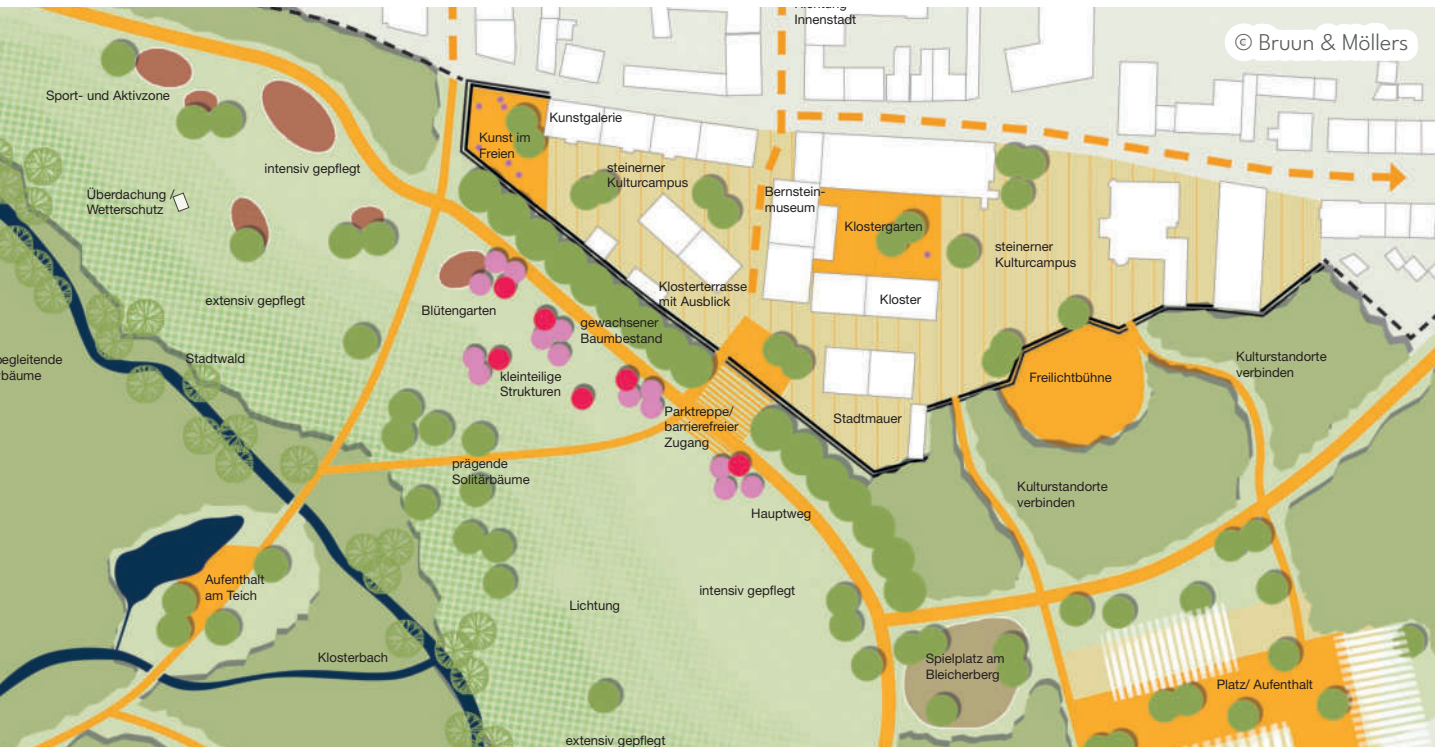 Innenstadt
© Bruun & Möllers
Sport- und Aktivzone
Kunstgalerie
Kunst im
Freien
intensiv gepflegt
steinerner
Kulturcampus
Überdachung /
Wetterschutz
Bernstein-
museum
Klostergarten
steinerner
Kulturcampus
extensiv gepflegt
Blütengarten
Klosterterrasse
mit Ausblick
Kloster
gewachsener
Baumbestand
Stadtwald
kleinteilige
Strukturen
Freilichtbühne
Kulturstandorte
verbinden
Parktreppe/
barrierefreier
Zugang
Stadtmauer
prägende
Solitärbäume
Kulturstandorte
verbinden
Hauptweg
Aufenthalt
am Teich
Lichtung
intensiv gepflegt
Klosterbach
Spielplatz am
Bleicherberg
Platz/ Aufenthalt
extensiv gepflegt